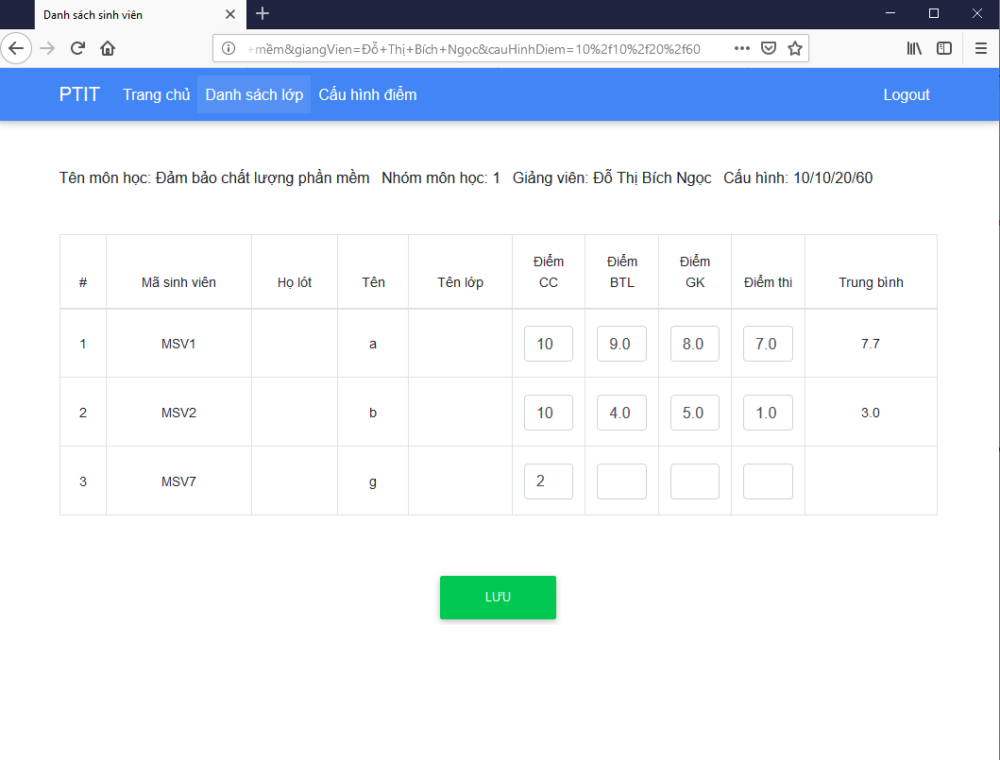 Danh sách sinh viên
+mềm&giangVien=Đỗ+Thị+Bích+Ngọc&cauHinhDiem=10%2f10%2f20%2f60
PTIT Trang chủ Danh sách lớp Cấu hình điểm Logout
Tên môn học: Đảm bảo chất lượng phần mềm Nhóm môn học: 1 Giảng viên: Đỗ Thị Bích Ngọc Cấu hình: 10/10/20/60
# Mã sinh viên Họ lót Tên Tên lớp Điểm CC Điểm BTL Điểm GK Điểm thi Trung bình
1 MSV1 a 10 9.0 8.0 7.0 7.7
2 MSV2 b 10 4.0 5.0 1.0 3.0
3 MSV7 g 2
LƯU